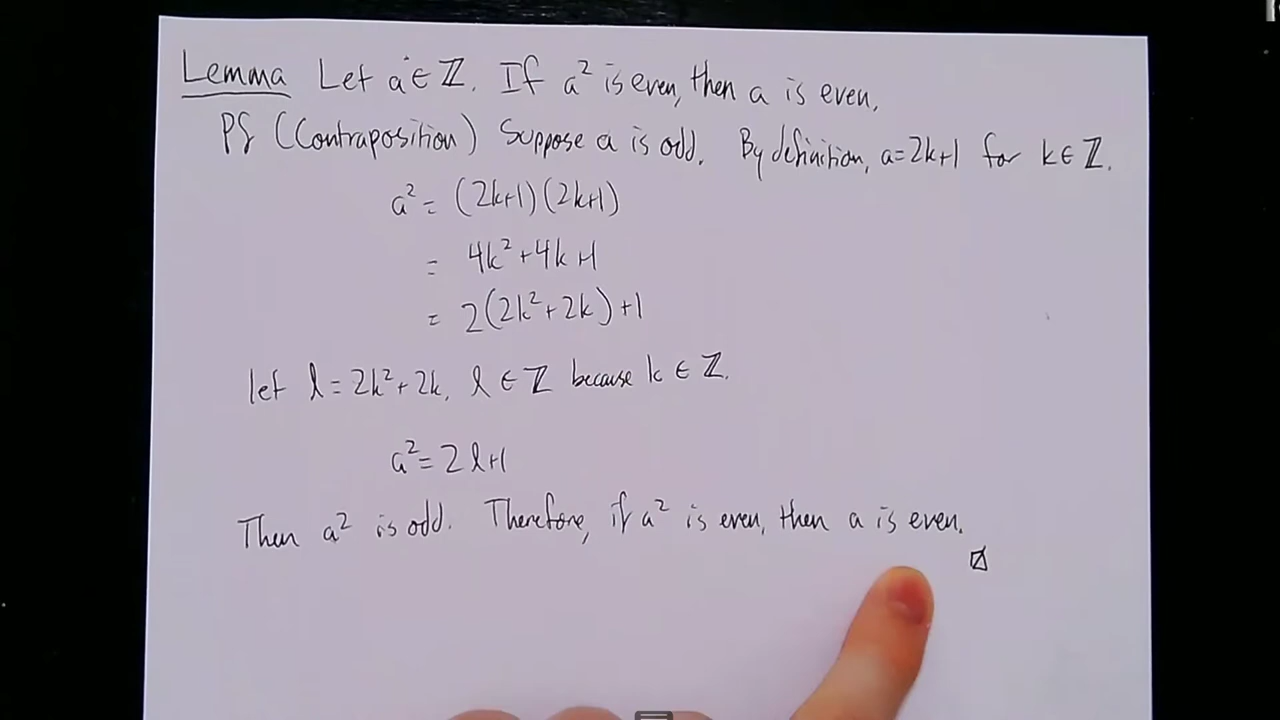 Lemma Let a ∈ ℤ. If a² is even, then a is even.
Pf (Contraposition) Suppose a is odd. By definition, a=2k+1 for k ∈ ℤ.
a² = (2k+1)(2k+1)
= 4k²+4k+1
= 2(2k²+2k)+1
let l = 2k²+2k, l ∈ ℤ because k ∈ ℤ.
a² = 2l+1
Then a² is odd. Therefore, if a² is even, then a is even.